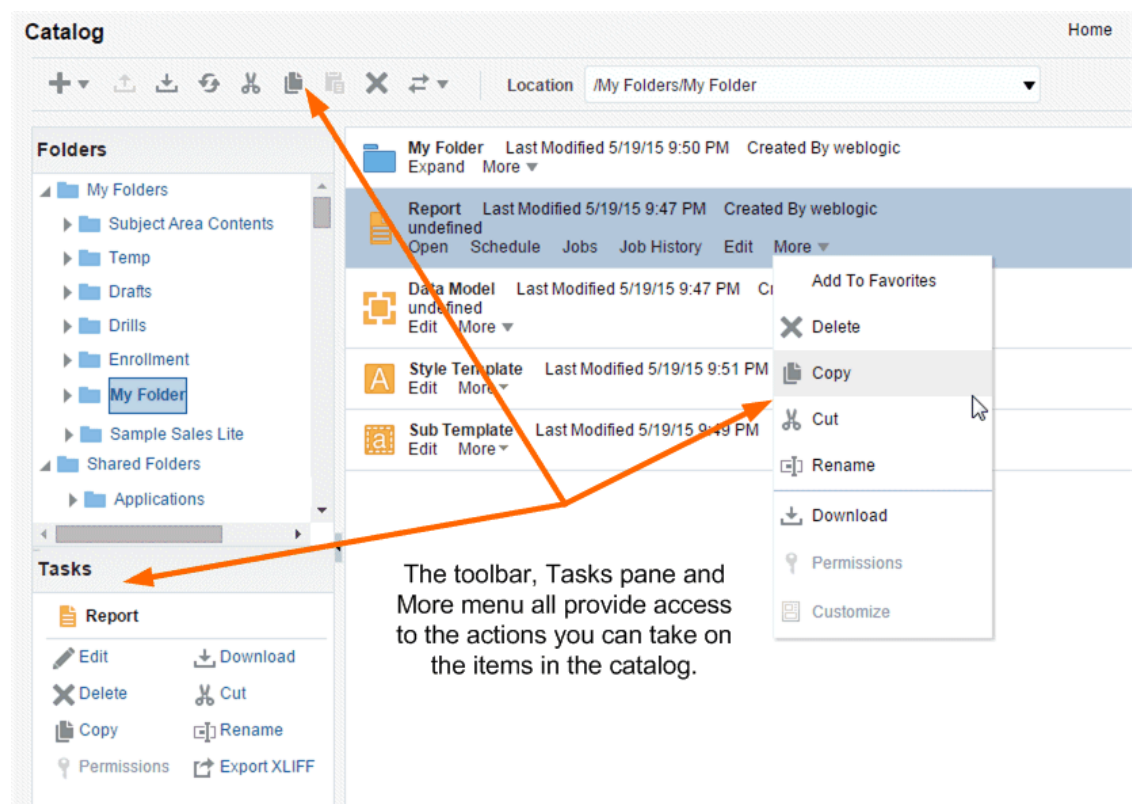 Catalog
Home
Location /My Folders/My Folder
Folders
My Folders
Subject Area Contents
Temp
Drafts
Drills
Enrollment
My Folder
Sample Sales Lite
Shared Folders
Applications
My Folder Last Modified 5/19/15 9:50 PM Created By weblogic
Expand More
Report Last Modified 5/19/15 9:47 PM Created By weblogic
undefined
Open Schedule Jobs Job History Edit More
Data Model Last Modified 5/19/15 9:47 PM
undefined
Edit More
A Style Template Last Modified 5/19/15 9:51 PM
Edit More
a Sub Template Last Modified 5/19/15 9:49 PM
Edit More
Add To Favorites
Delete
Copy
Cut
Rename
Download
Permissions
Customize
Tasks
Report
Edit Download
Delete Cut
Copy Rename
Permissions Export XLIFF
The toolbar, Tasks pane and
More menu all provide access
to the actions you can take on
the items in the catalog.